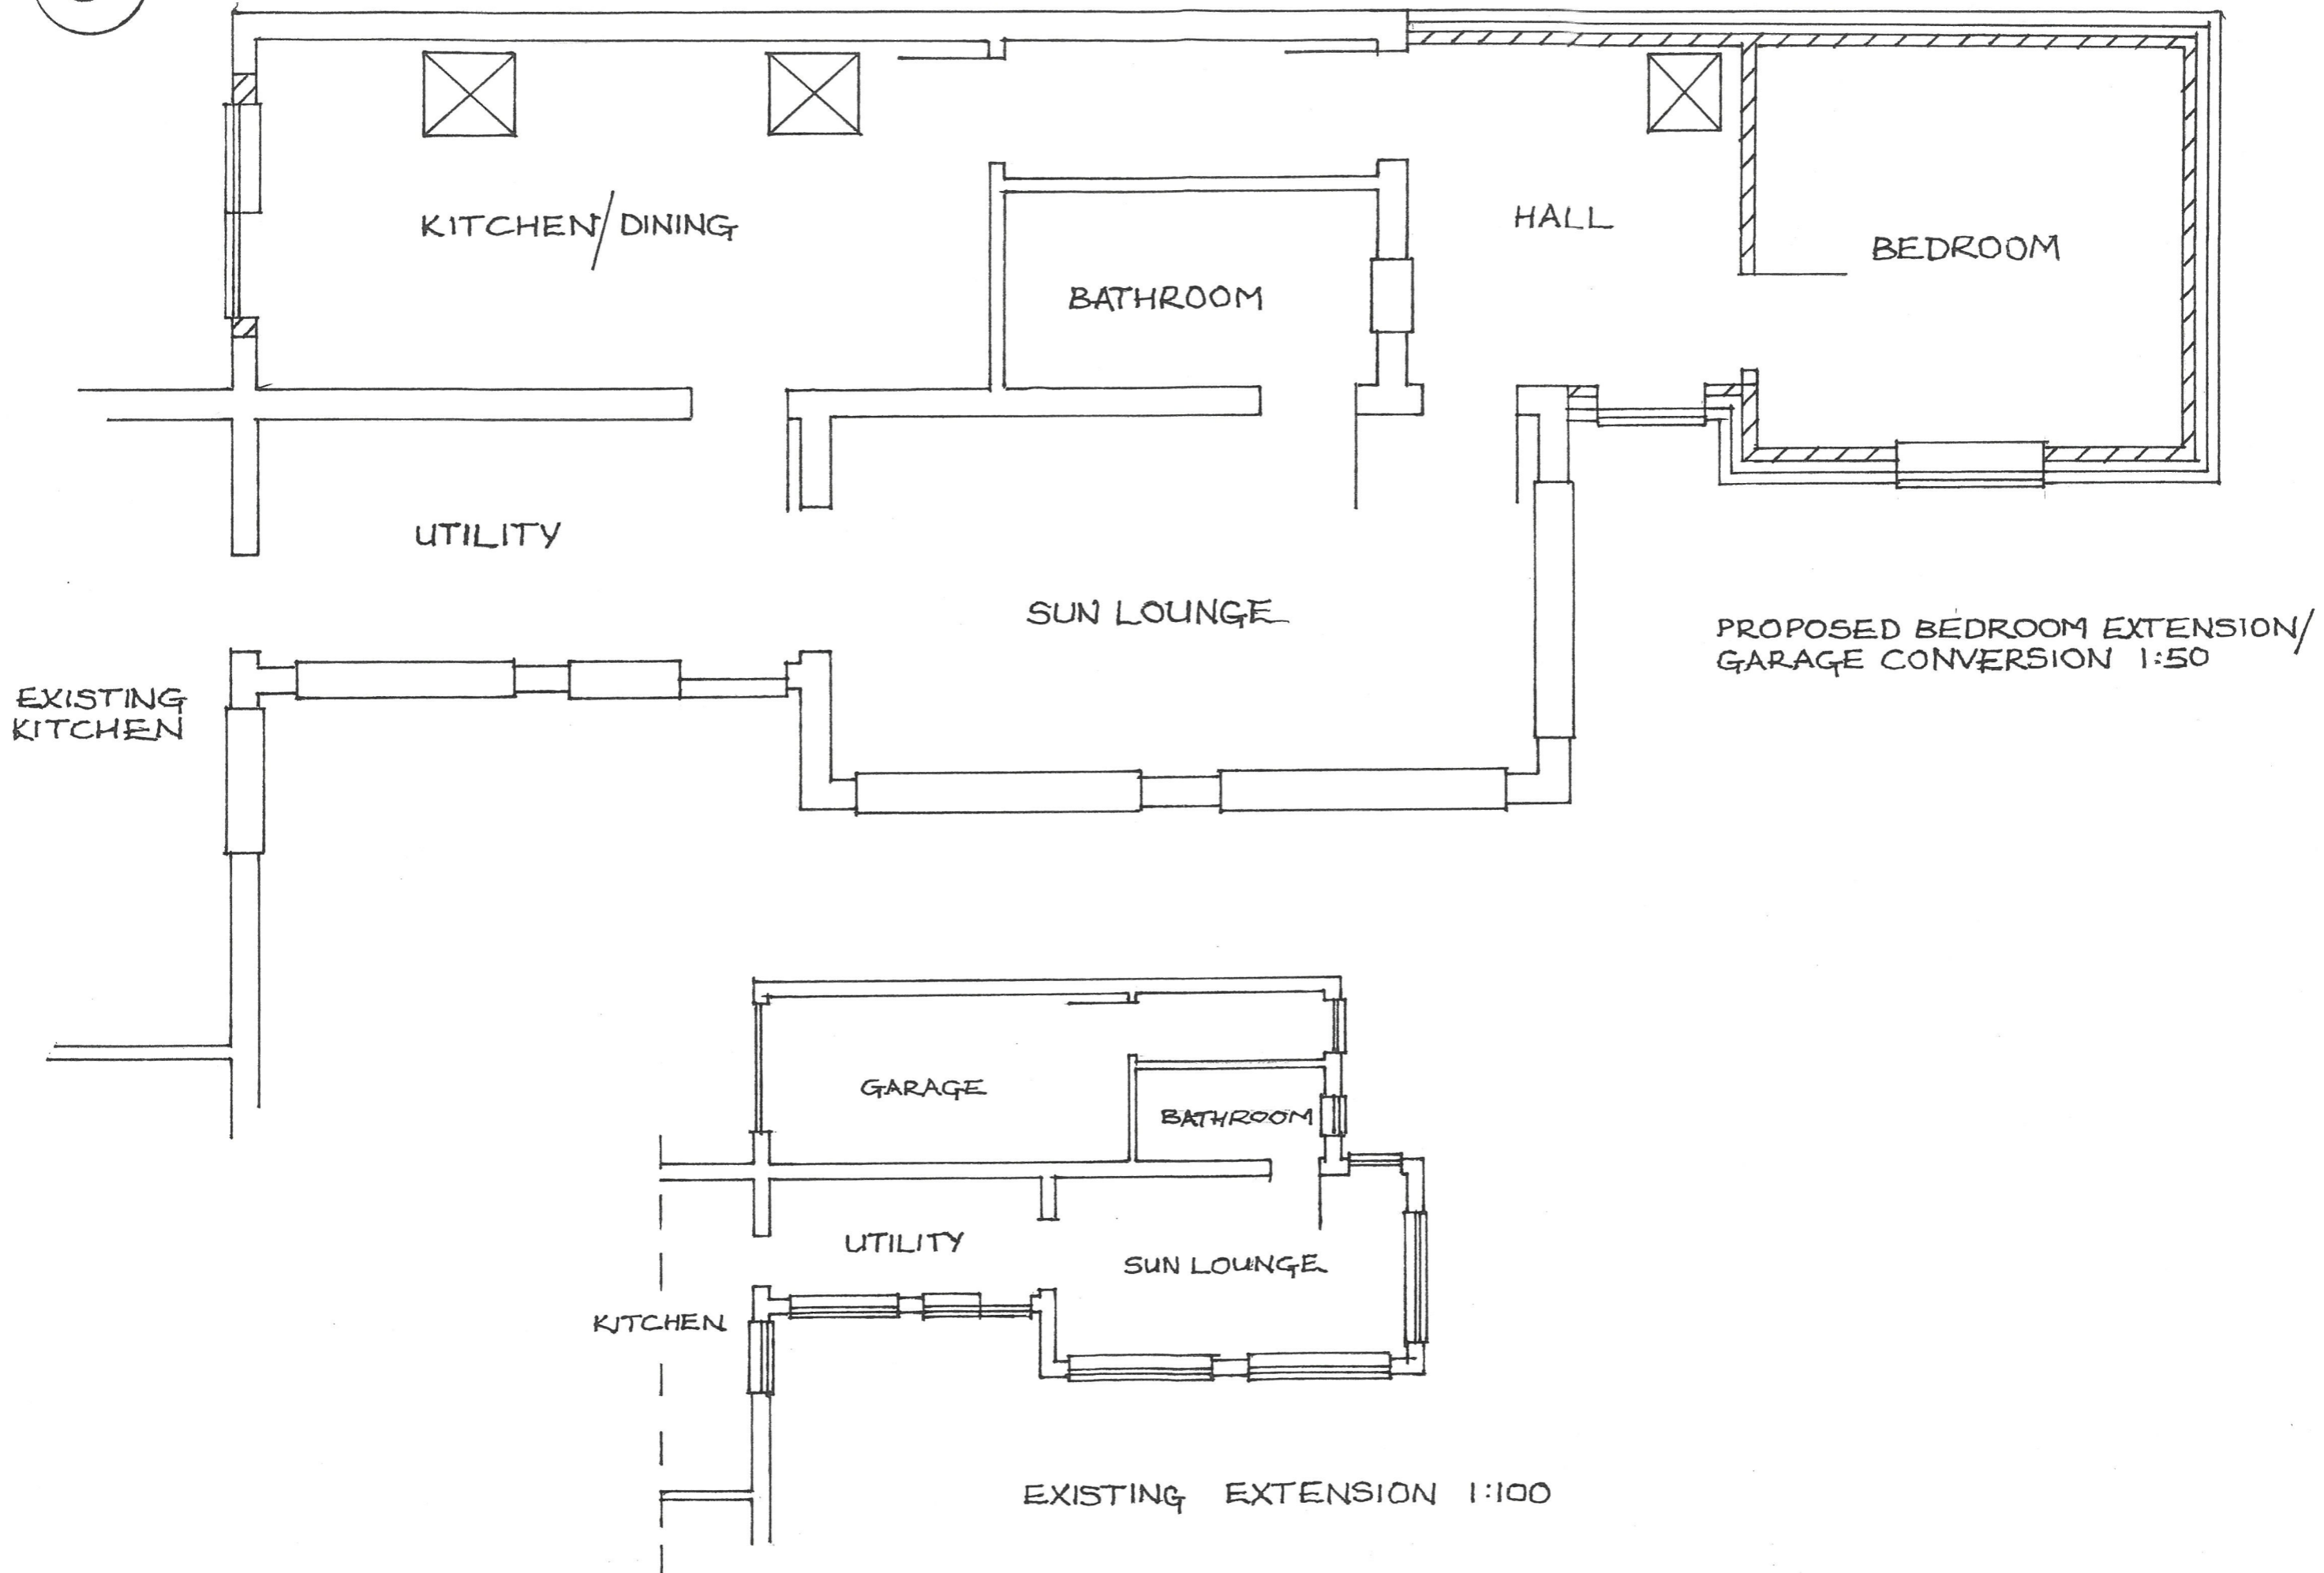 KITCHEN/DINING
BATHROOM
HALL
BEDROOM
UTILITY
SUN LOUNGE
PROPOSED BEDROOM EXTENSION/
GARAGE CONVERSION 1:50
EXISTING
KITCHEN
GARAGE
BATHROOM
UTILITY
SUN LOUNGE
KITCHEN
EXISTING EXTENSION 1:100